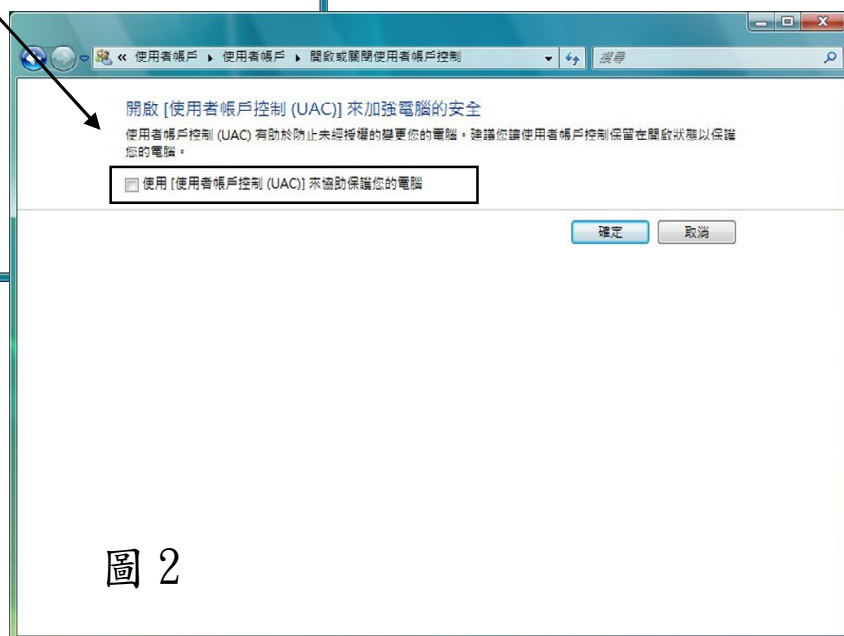 « 使用者帳戶 ▸ 使用者帳戶 ▸ 開啟或關閉使用者帳戶控制
搜尋
開啟 [使用者帳戶控制 (UAC)] 來加強電腦的安全
使用者帳戶控制 (UAC) 有助於防止未經授權的變更您的電腦。建議您讓使用者帳戶控制保留在開啟狀態以保護
您的電腦。
使用 [使用者帳戶控制 (UAC)] 來協助保護您的電腦
確定
取消
圖 2